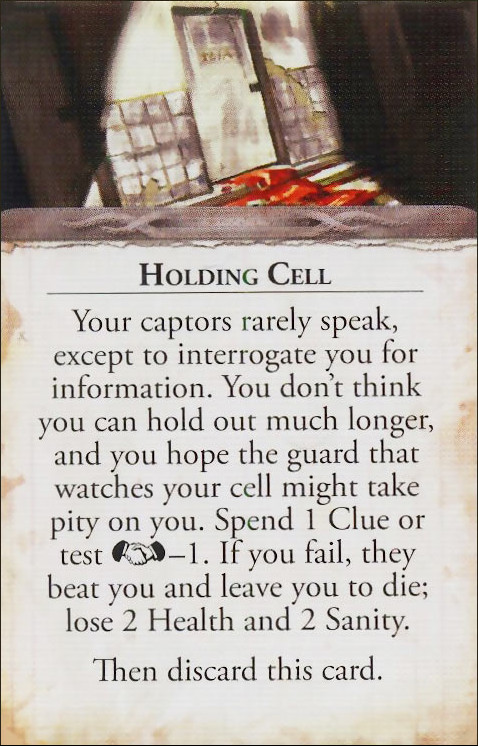 HOLDING CELL
Your captors rarely speak,
except to interrogate you for
information. You don't think
you can hold out much longer,
and you hope the guard that
watches your cell might take
pity on you. Spend 1 Clue or
test –1. If you fail, they
beat you and leave you to die;
lose 2 Health and 2 Sanity.
Then discard this card.